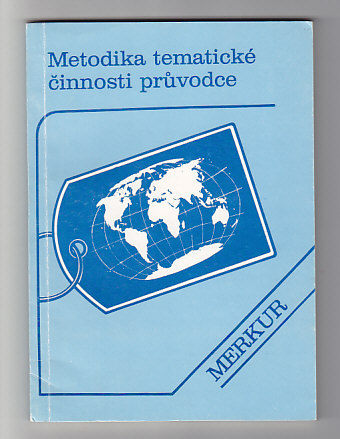 Metodika tematické
činnosti průvodce
MERKUR